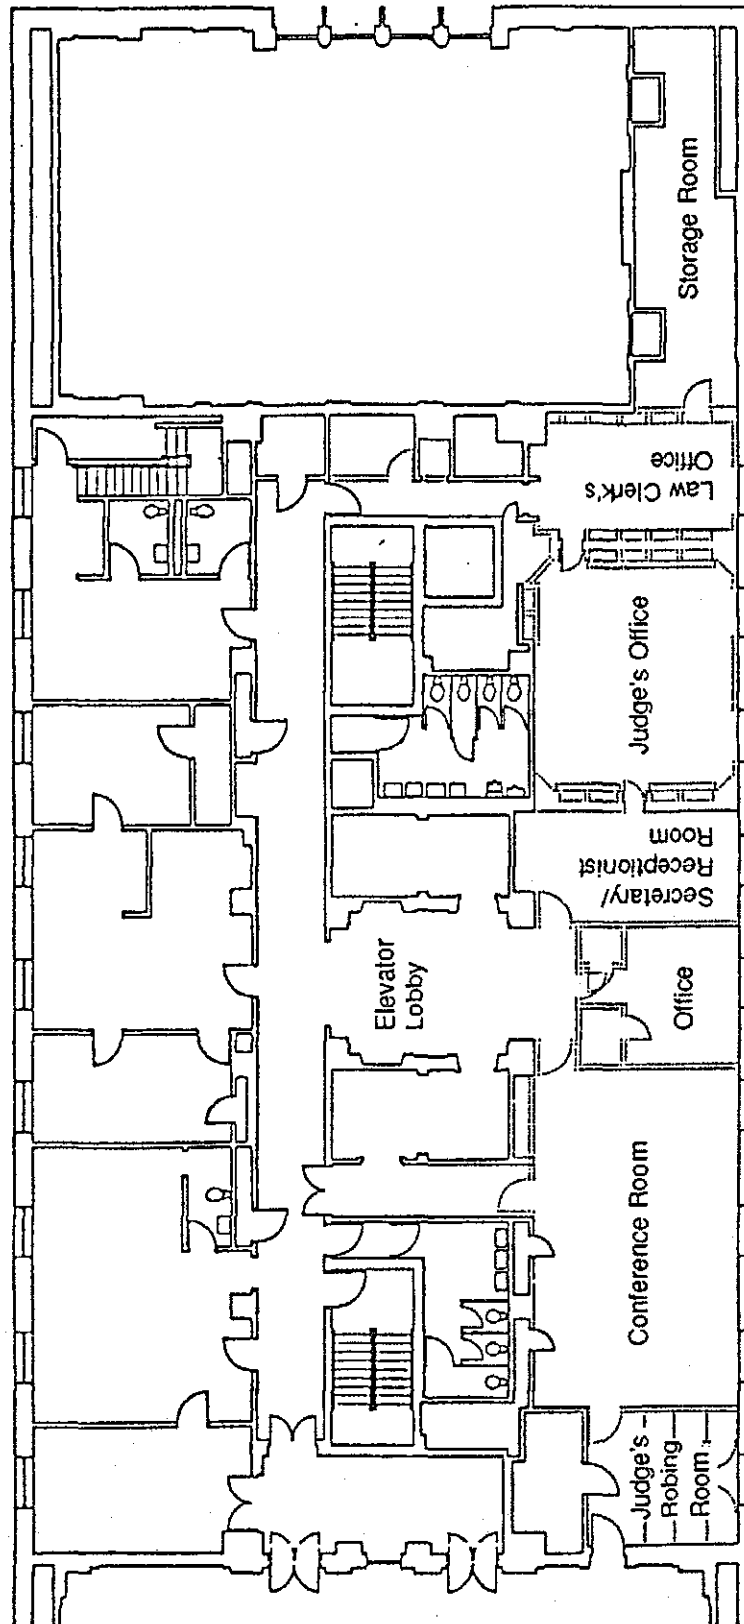 Storage Room
Law Clerk's
Office
Judge's Office
Secretary/
Receptionist
Room
Elevator
Lobby
Office
Conference Room
Judge's
Robing
Room